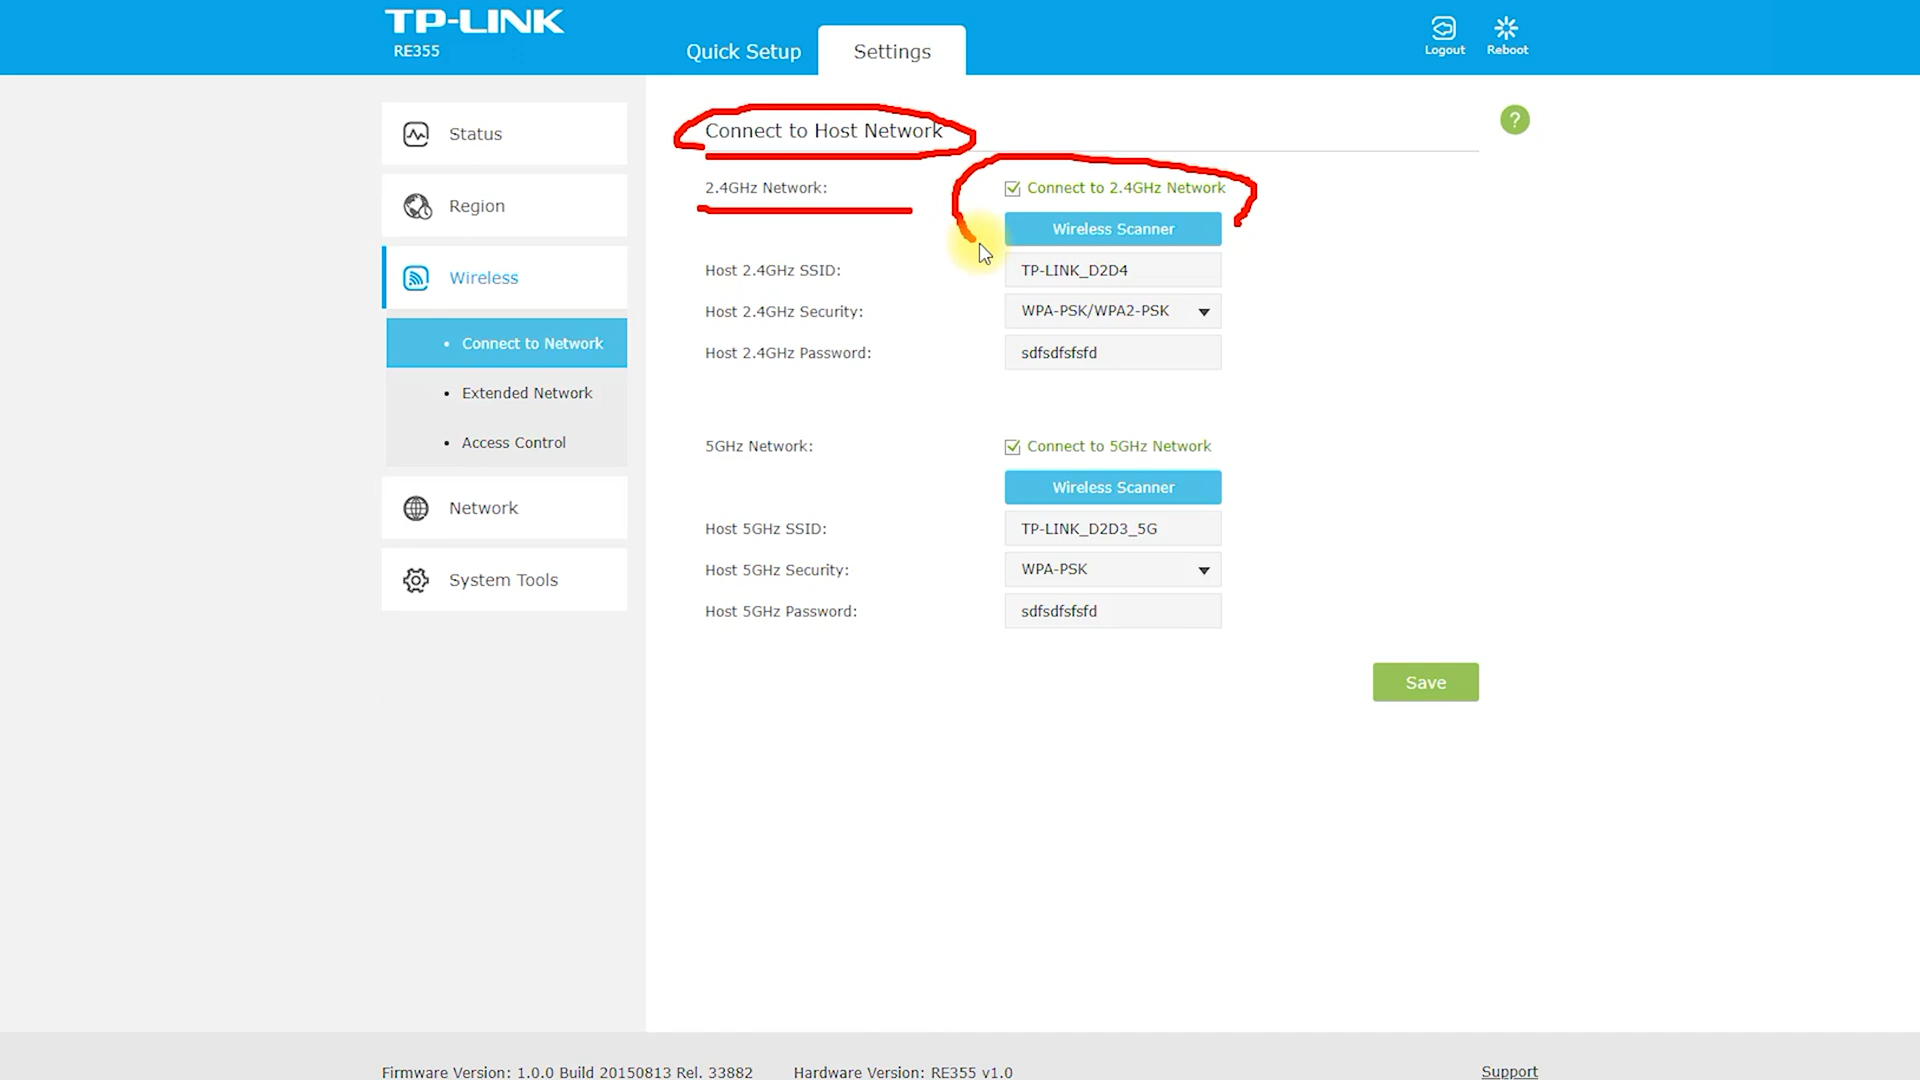 TP-LINK
RE355
Quick Setup
Settings
Logout
Reboot
Status
Region
Wireless
• Connect to Network
• Extended Network
• Access Control
Network
System Tools
Connect to Host Network
?
2.4GHz Network:
Connect to 2.4GHz Network
Wireless Scanner
Host 2.4GHz SSID:
TP-LINK_D2D4
Host 2.4GHz Security:
WPA-PSK/WPA2-PSK
Host 2.4GHz Password:
sdfsdfsfsfd
5GHz Network:
Connect to 5GHz Network
Wireless Scanner
Host 5GHz SSID:
TP-LINK_D2D3_5G
Host 5GHz Security:
WPA-PSK
Host 5GHz Password:
sdfsdfsfsfd
Save
Firmware Version: 1.0.0 Build 20150813 Rel. 33882
Hardware Version: RE355 v1.0
Support